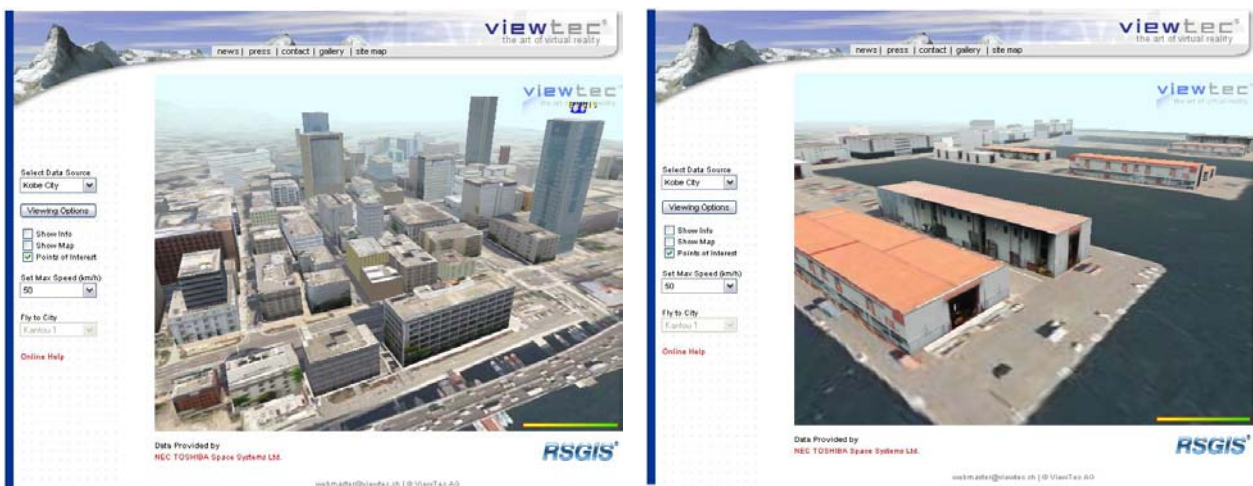 viewtec®
the art of virtual reality
news | press | contact | gallery | site map
viewtec®
the art of virtual reality
Select Data Source
Kobe City
Viewing Options
Show Info
Show Map
Points of Interest
Set Max Speed (km/h)
50
Fly to City
Kantou 1
Online Help
Data Provided by
NEC TOSHIBA Space Systems Ltd.
RSGIS®
webmaster@viewtec.ch | © ViewTec AG
viewtec®
the art of virtual reality
news | press | contact | gallery | site map
viewtec®
the art of virtual reality
Select Data Source
Kobe City
Viewing Options
Show Info
Show Map
Points of Interest
Set Max Speed (km/h)
50
Fly to City
Kantou 1
Online Help
Data Provided by
NEC TOSHIBA Space Systems Ltd.
RSGIS®
webmaster@viewtec.ch | © ViewTec AG